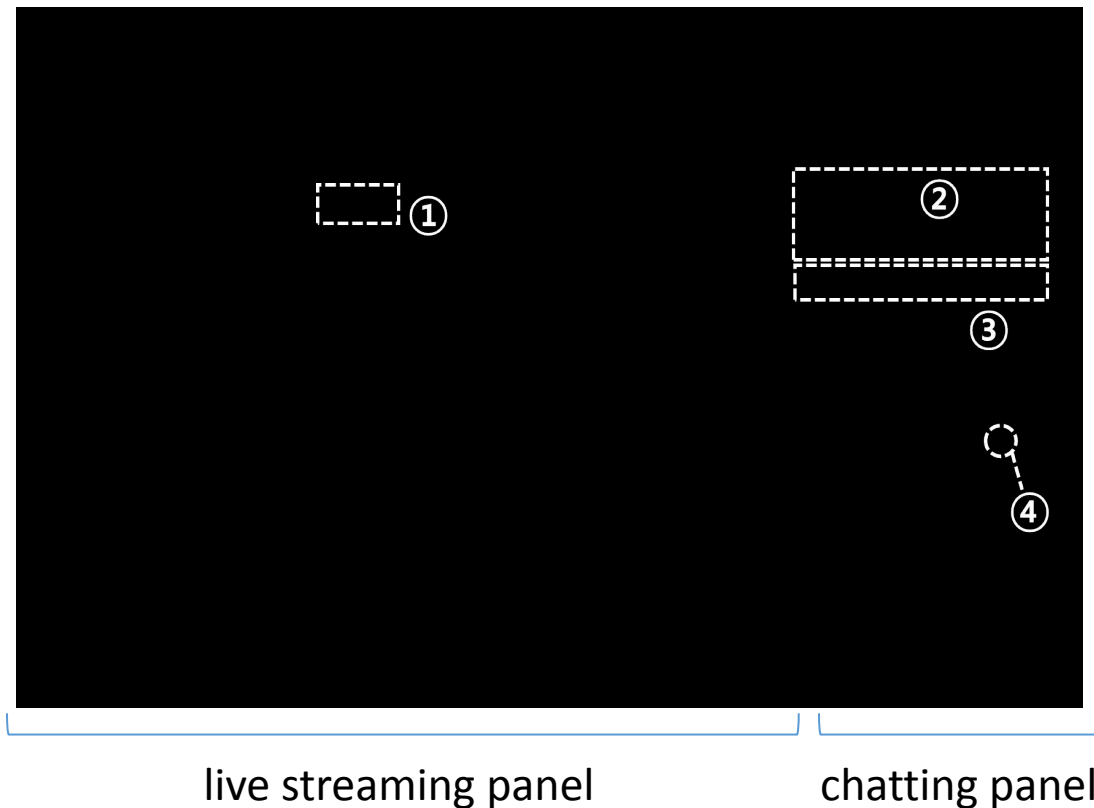 ①
②
③
④
live streaming panel
chatting panel